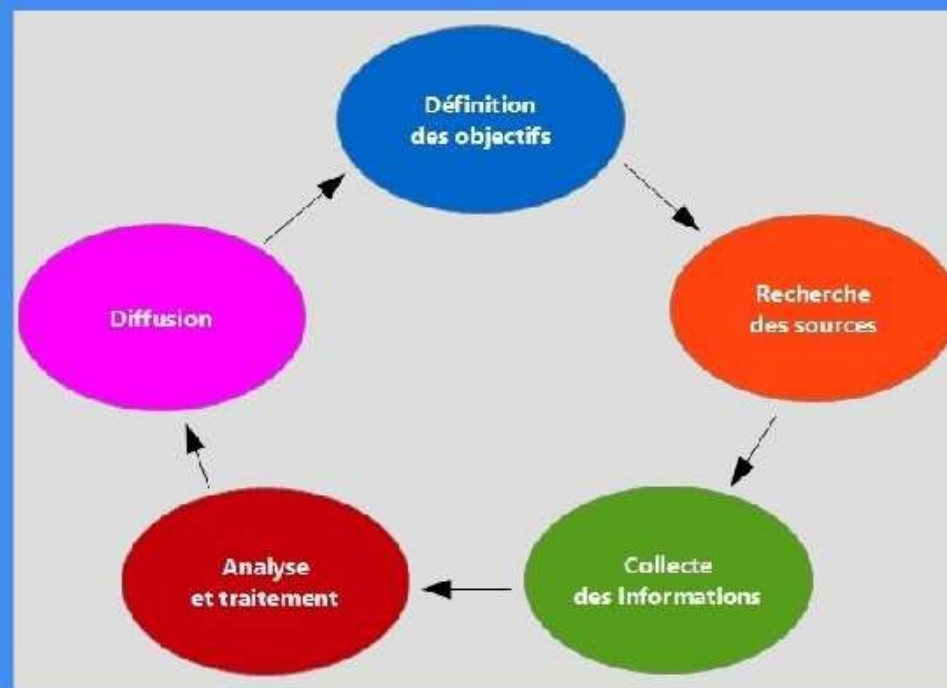 Définition
des objectifs
Recherche
des sources
Collecte
des informations
Analyse
et traitement
Diffusion